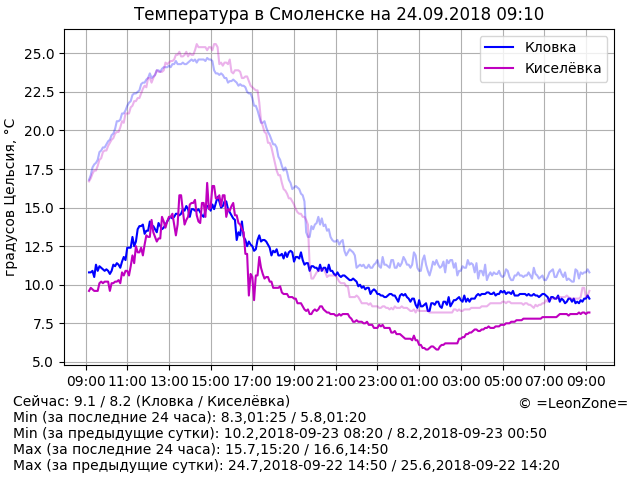 Температура в Смоленске на 24.09.2018 09:10
Кловка
Киселёвка
градусов Цельсия, °C
25.0
22.5
20.0
17.5
15.0
12.5
10.0
7.5
5.0
09:00 11:00 13:00 15:00 17:00 19:00 21:00 23:00 01:00 03:00 05:00 07:00 09:00
Сейчас: 9.1 / 8.2 (Кловка / Киселёвка)
© =LeonZone=
Min (за последние 24 часа): 8.3,01:25 / 5.8,01:20
Min (за предыдущие сутки): 10.2,2018-09-23 08:20 / 8.2,2018-09-23 00:50
Max (за последние 24 часа): 15.7,15:20 / 16.6,14:50
Max (за предыдущие сутки): 24.7,2018-09-22 14:50 / 25.6,2018-09-22 14:20